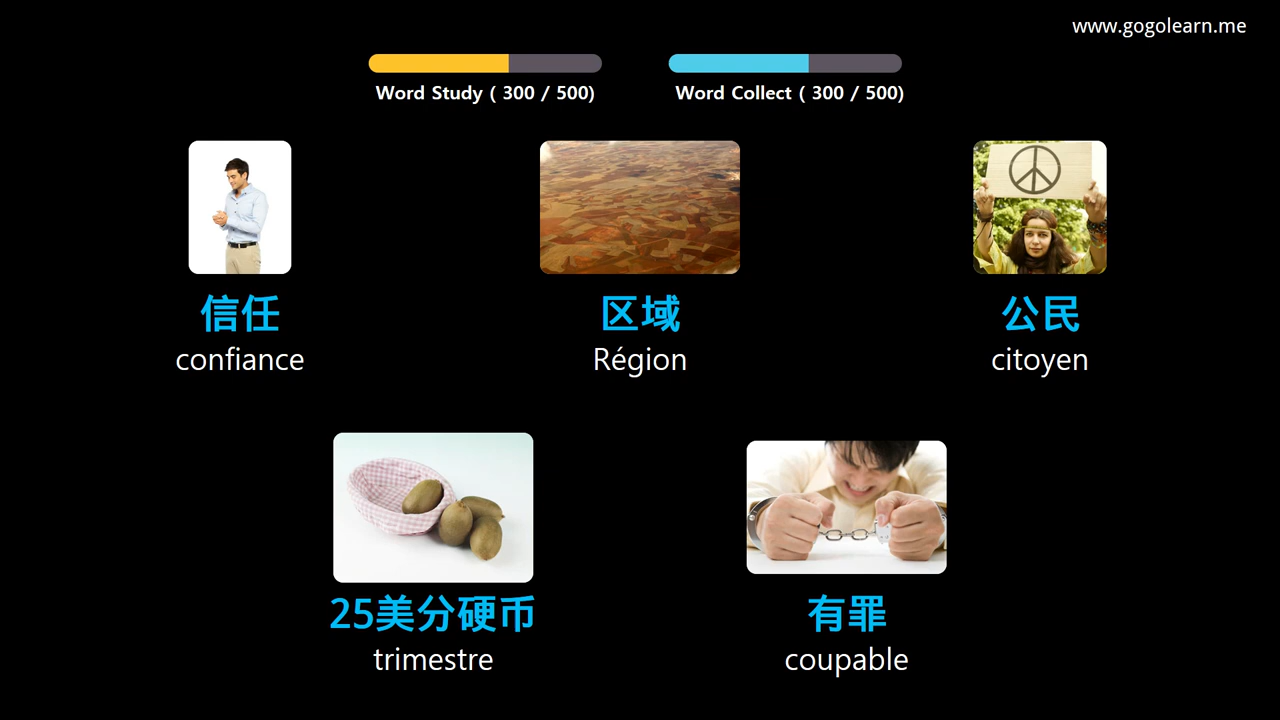 www.gogolearn.me
Word Study ( 300 / 500)
Word Collect ( 300 / 500)
信任
confiance
区域
Région
公民
citoyen
25美分硬币
trimestre
有罪
coupable